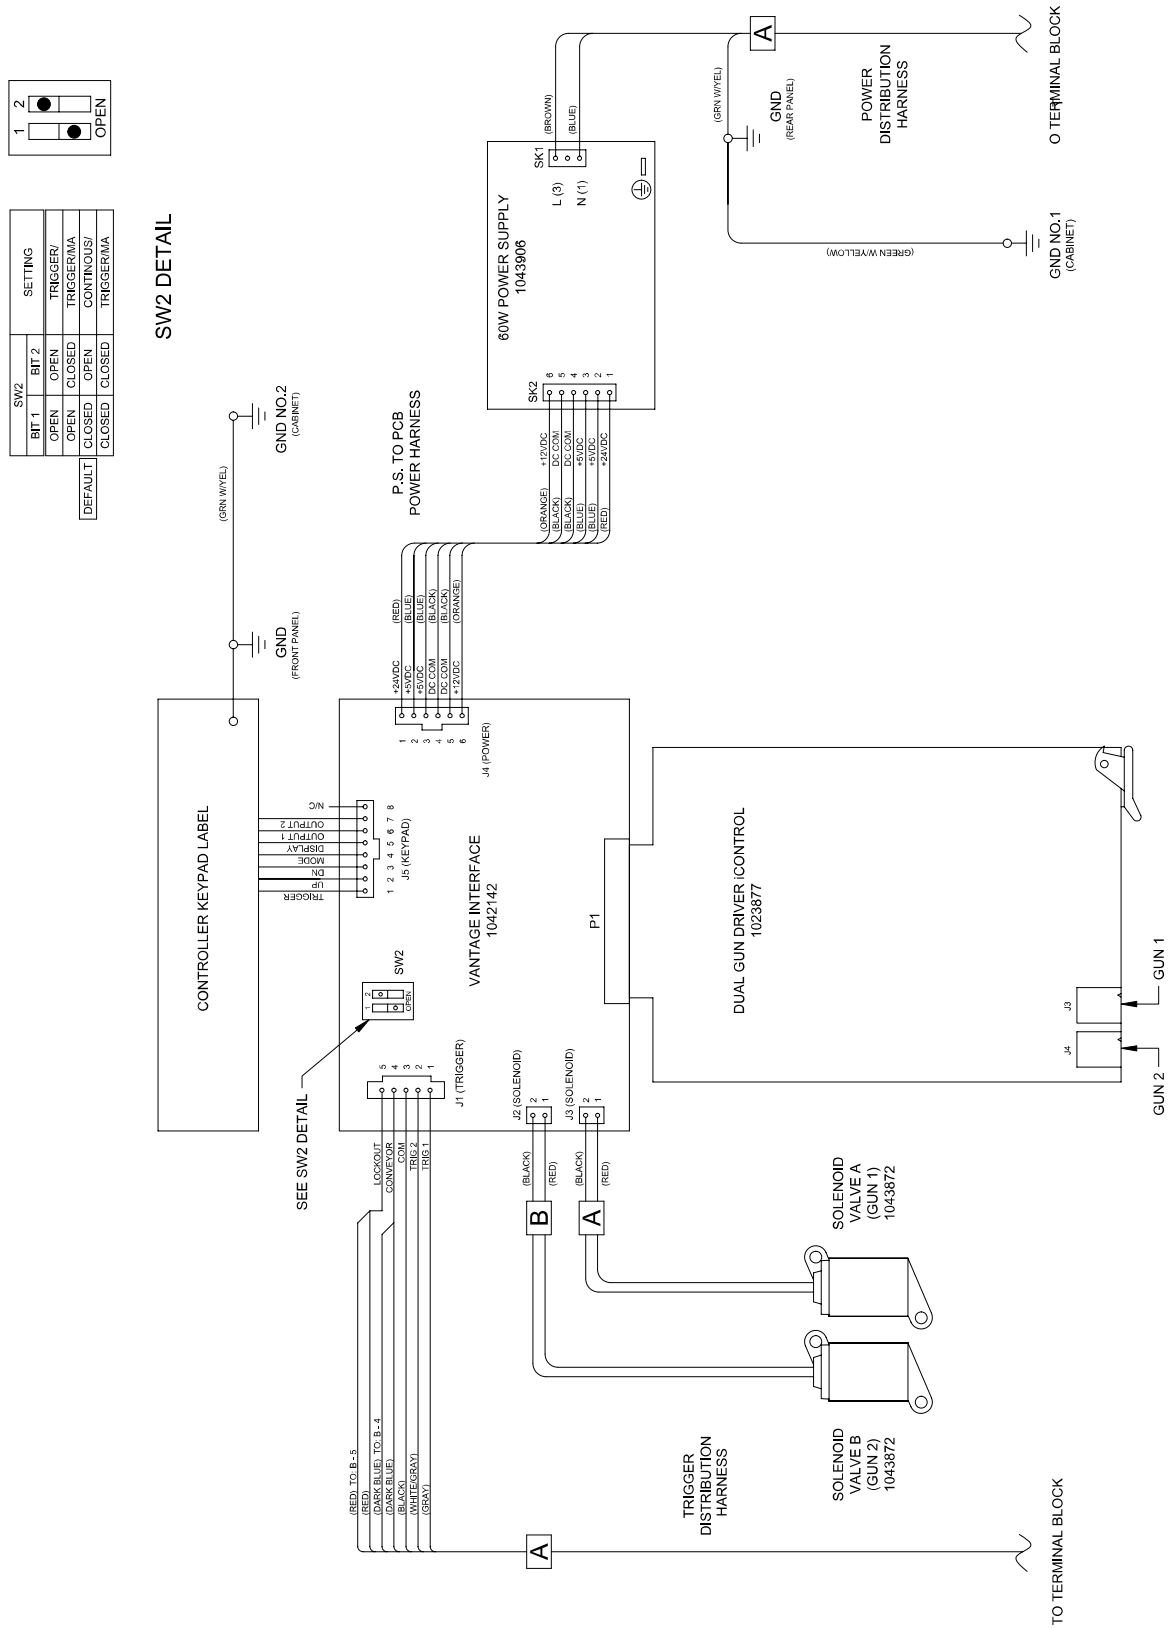 SW2
SETTING
BIT 1
BIT 2
OPEN
OPEN
TRIGGER/
OPEN
CLOSED
TRIGGER/MA
DEFAULT
CLOSED
OPEN
CONTINOUS/
CLOSED
CLOSED
TRIGGER/MA
1
2
OPEN
SW2 DETAIL
(GRN W/YEL)
GND
(FRONT PANEL)
GND NO.2
(CABINET)
CONTROLLER KEYPAD LABEL
TRIGGER
UP
DN
MODE
DISPLAY
OUTPUT 1
OUTPUT 2
N/C
1
2
3
4
5
6
7
8
J5 (KEYPAD)
SEE SW2 DETAIL
1
2
OPEN
SW2
VANTAGE INTERFACE
1042142
(RED) TO: B - 5
(RED)
(DARK BLUE) TO: B - 4
(DARK BLUE)
(BLACK)
(WHITE/GRAY)
(GRAY)
LOCKOUT
CONVEYOR
COM
TRIG 2
TRIG 1
5
4
3
2
1
J1 (TRIGGER)
(BLACK)
(RED)
2
1
J2 (SOLENOID)
(BLACK)
(RED)
2
1
J3 (SOLENOID)
B
A
1
2
3
4
5
6
J4 (POWER)
+24VDC
+5VDC
+5VDC
DC COM
DC COM
+12VDC
(RED)
(BLUE)
(BLUE)
(BLACK)
(BLACK)
(ORANGE)
P.S. TO PCB
POWER HARNESS
(ORANGE)
(BLACK)
(BLACK)
(BLUE)
(BLUE)
(RED)
+12VDC
DC COM
DC COM
+5VDC
+5VDC
+24VDC
SK2
6
5
4
3
2
1
60W POWER SUPPLY
1043906
SK1
L (3)
N (1)
(BROWN)
(BLUE)
(GRN W/YEL)
GND
(REAR PANEL)
A
POWER
DISTRIBUTION
HARNESS
(GREEN W/YELLOW)
GND NO.1
(CABINET)
O TERMINAL BLOCK
P1
DUAL GUN DRIVER iCONTROL
1023877
J3
J4
GUN 1
GUN 2
SOLENOID
VALVE A
(GUN 1)
1043872
SOLENOID
VALVE B
(GUN 2)
1043872
TRIGGER
DISTRIBUTION
HARNESS
A
TO TERMINAL BLOCK